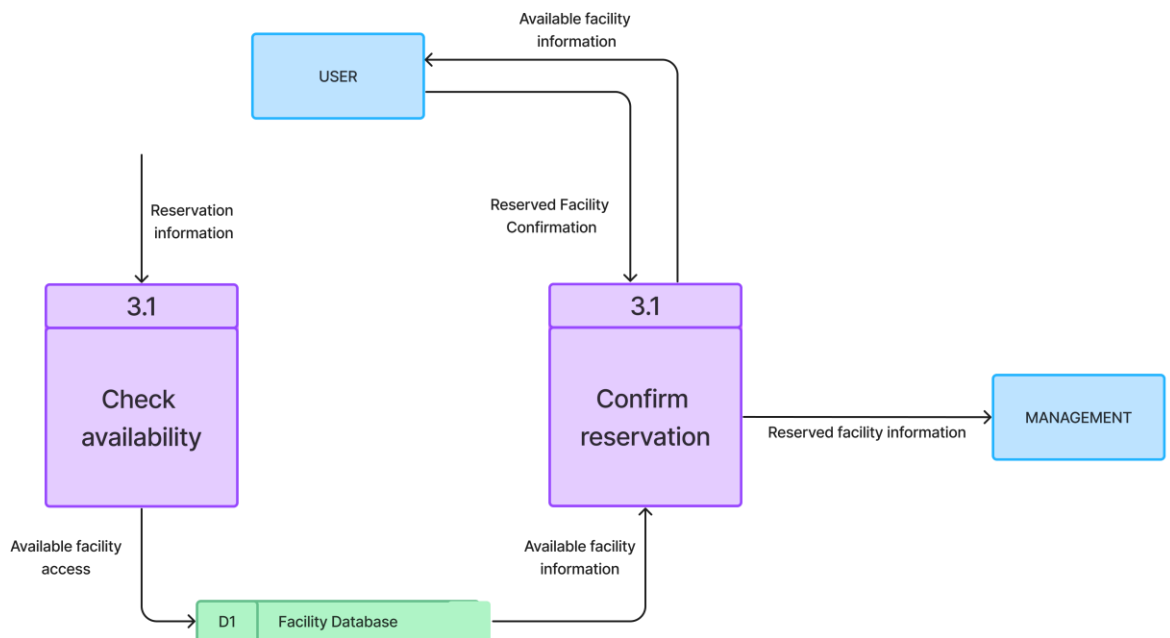 Available facility
information
USER
Reservation
information
Reserved Facility
Confirmation
3.1
Check
availability
3.1
Confirm
reservation
Reserved facility information
MANAGEMENT
Available facility
access
Available facility
information
D1
Facility Database